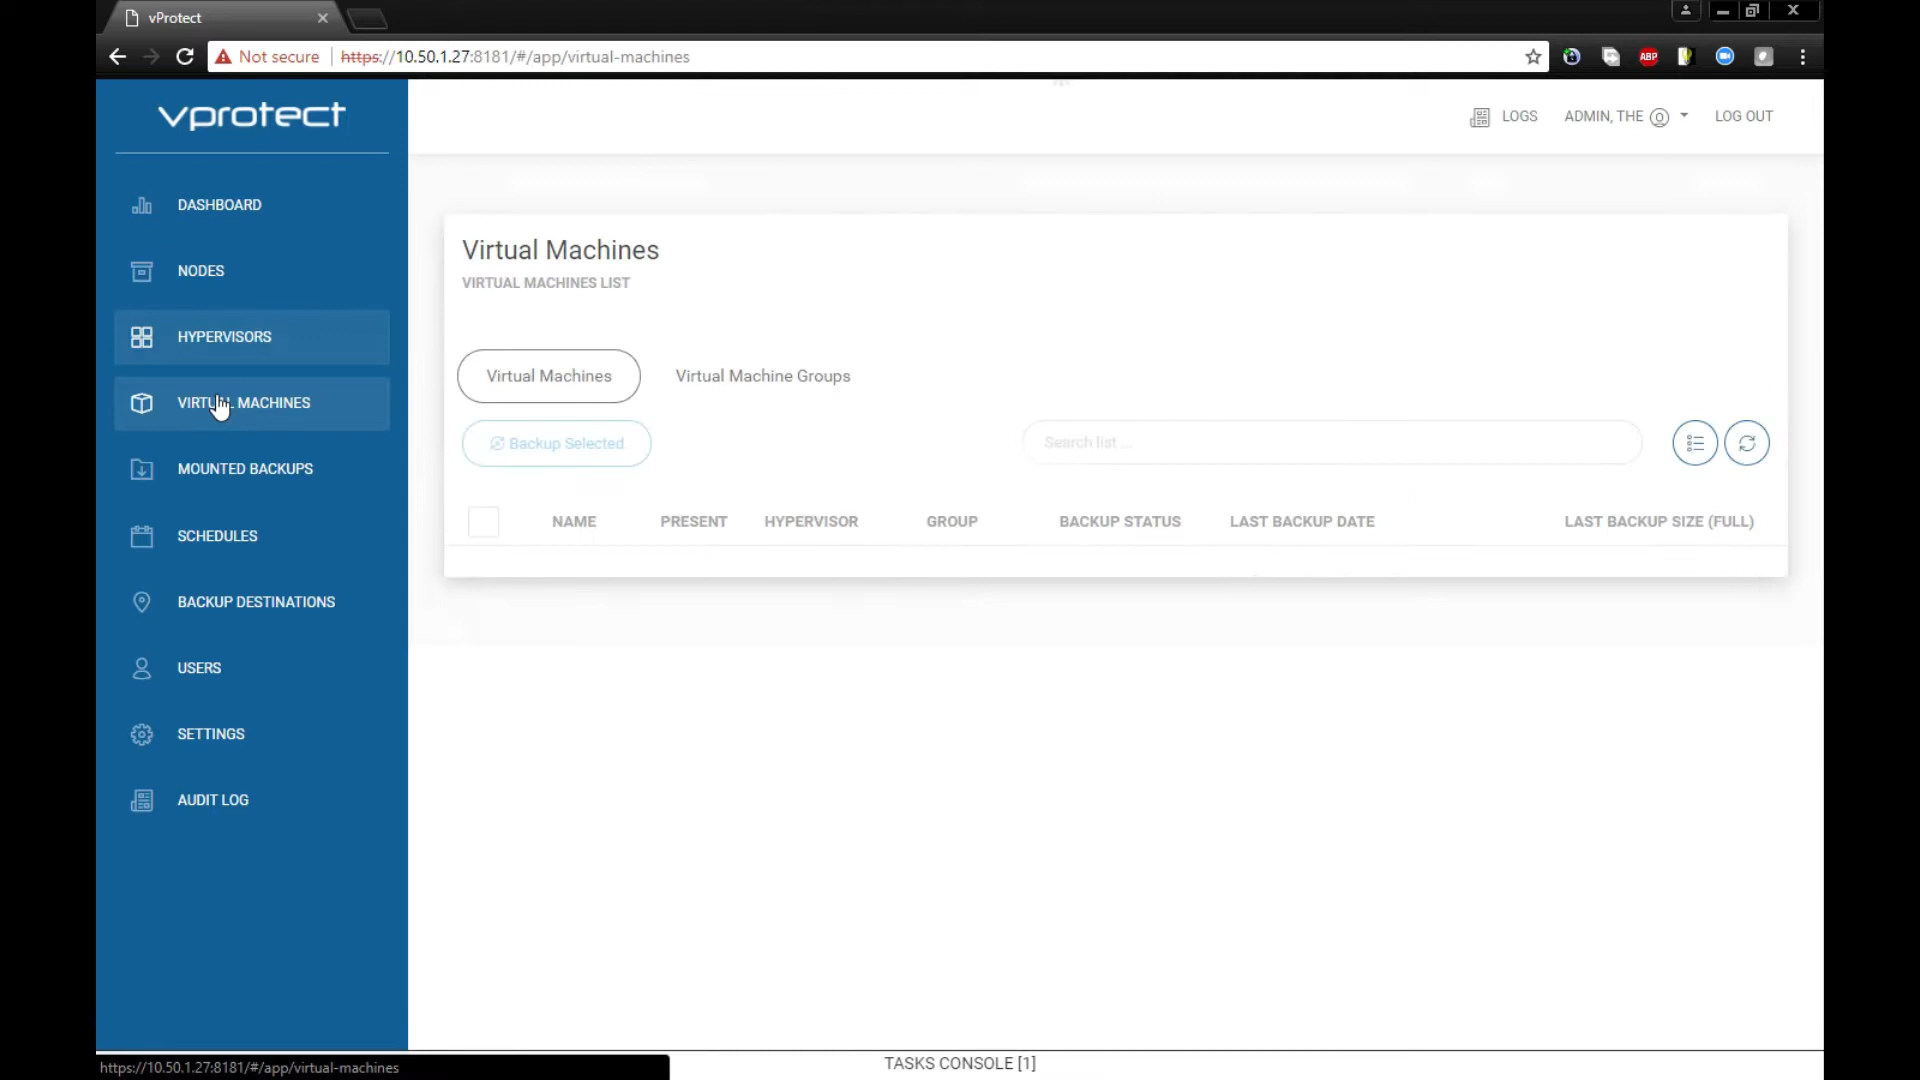 vProtect
Not secure
https://10.50.1.27:8181/#/app/virtual-machines
ABP
vprotect
LOGS
ADMIN, THE
LOG OUT
DASHBOARD
NODES
HYPERVISORS
VIRTUAL MACHINES
MOUNTED BACKUPS
SCHEDULES
BACKUP DESTINATIONS
USERS
SETTINGS
AUDIT LOG
Virtual Machines
VIRTUAL MACHINES LIST
Virtual Machines
Virtual Machine Groups
Backup Selected
Search list ...
NAME PRESENT HYPERVISOR GROUP BACKUP STATUS LAST BACKUP DATE LAST BACKUP SIZE (FULL)
https://10.50.1.27:8181/#/app/virtual-machines
TASKS CONSOLE [1]